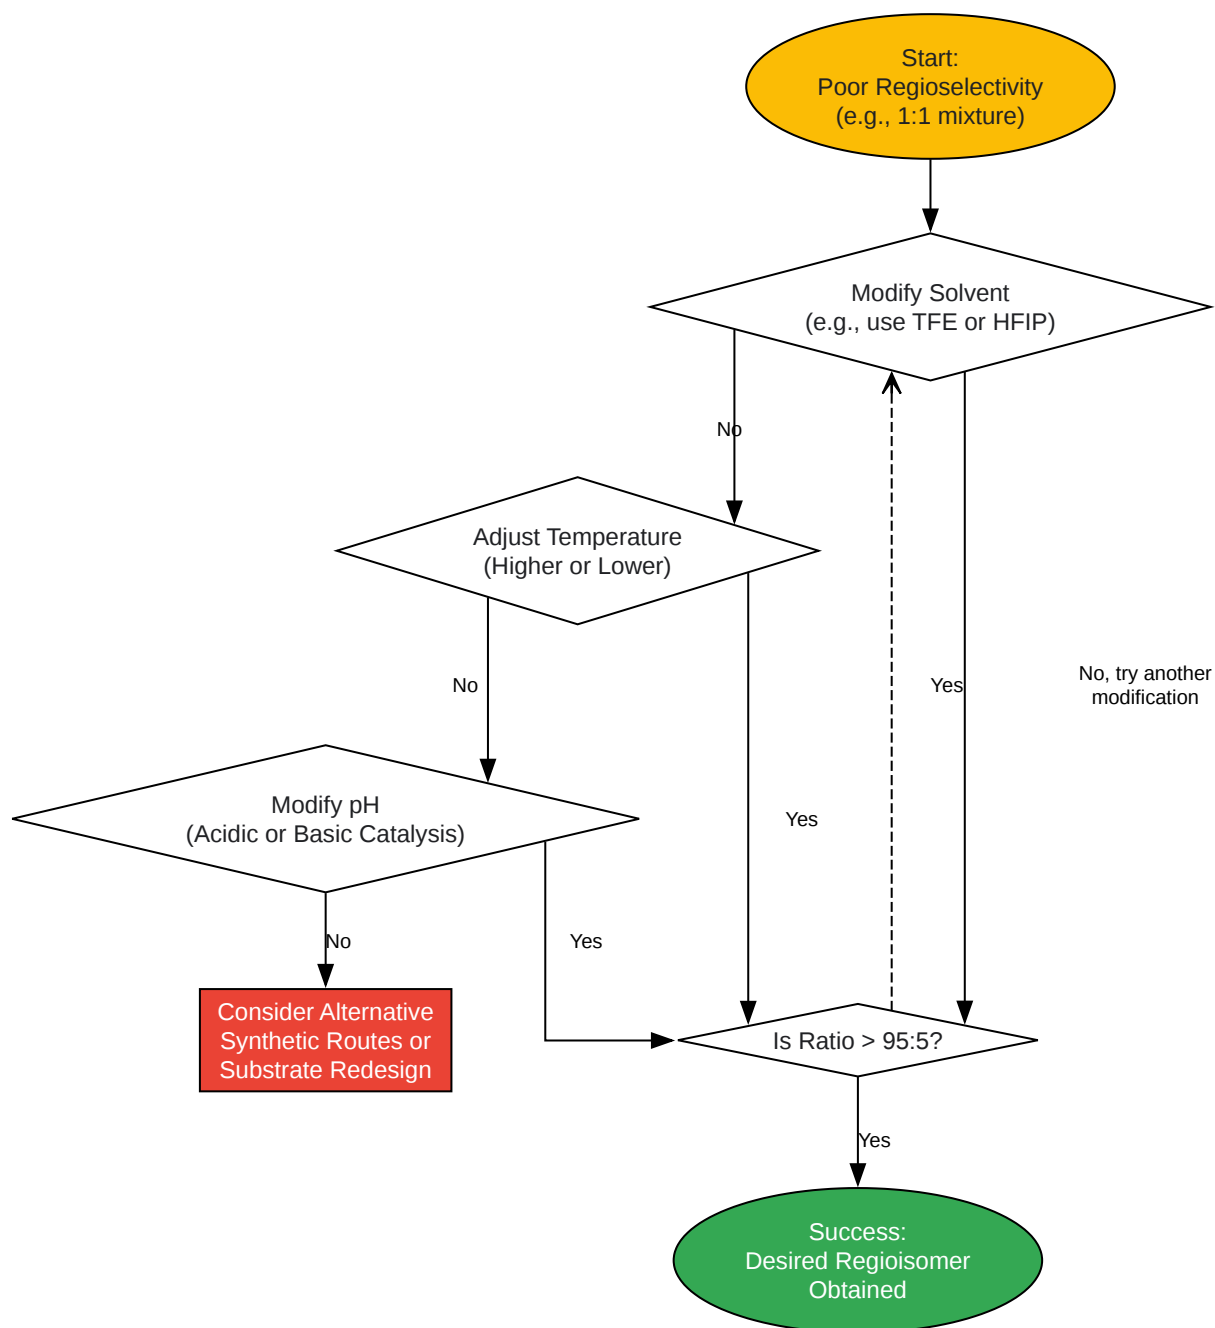 Start:
Poor Regioselectivity
(e.g., 1:1 mixture)
Modify Solvent
(e.g., use TFE or HFIP)
No
Adjust Temperature
(Higher or Lower)
No
Yes
No, try another
modification
Modify pH
(Acidic or Basic Catalysis)
Yes
No
Yes
Consider Alternative
Synthetic Routes or
Substrate Redesign
Is Ratio > 95:5?
Yes
Success:
Desired Regioisomer
Obtained